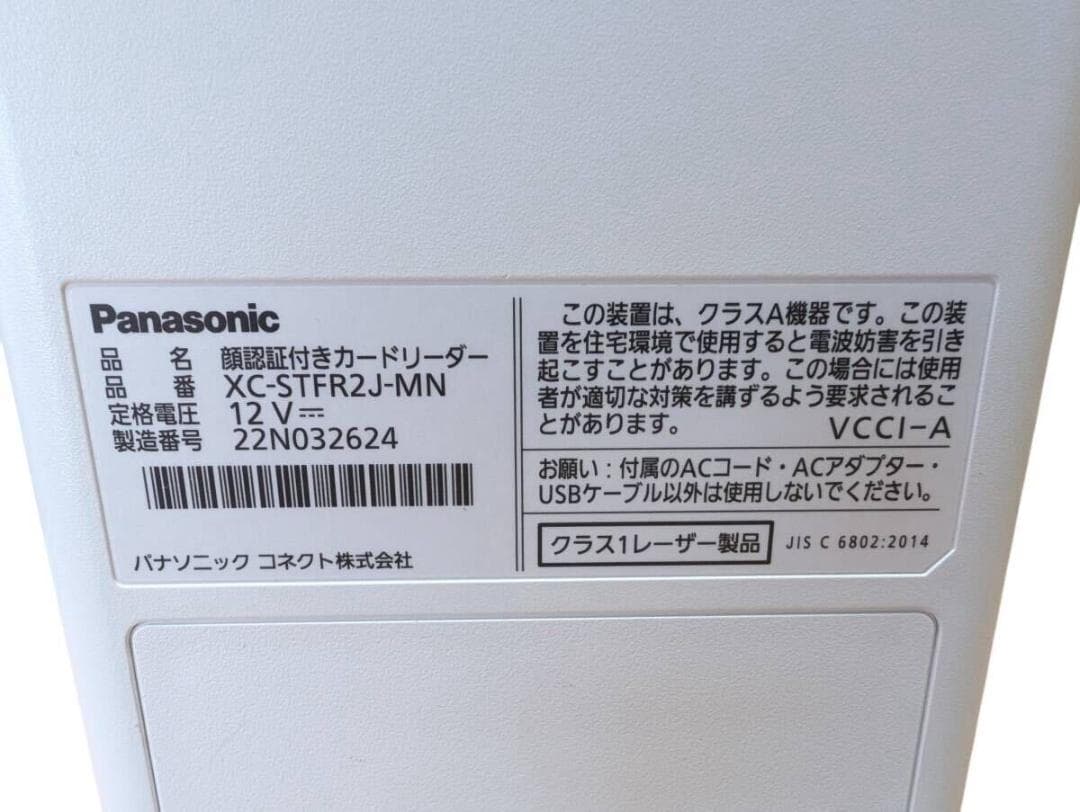 Panasonic
品 名 顔認証付きカードリーダー
品 番 XC-STFR2J-MN
定格電圧 12 V⎓
製造番号 22N032624
パナソニック コネクト株式会社
この装置は、クラスA機器です。この装
置を住宅環境で使用すると電波妨害を引き
起こすことがあります。この場合には使用
者が適切な対策を講ずるよう要求されるこ
とがあります。 VCCI-A
お願い:付属のACコード・ACアダプター・
USBケーブル以外は使用しないでください。
クラス1レーザー製品 JIS C 6802:2014